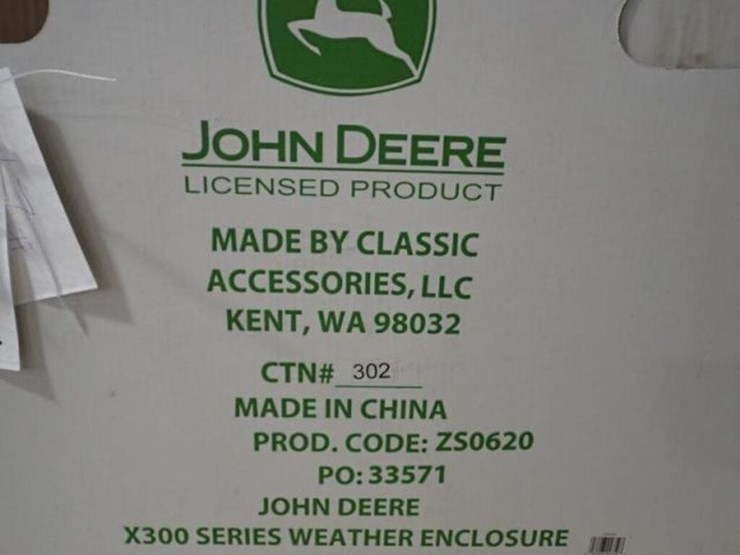 JOHN DEERE
LICENSED PRODUCT
MADE BY CLASSIC
ACCESSORIES, LLC
KENT, WA 98032
CTN# 302
MADE IN CHINA
PROD. CODE: ZS0620
PO: 33571
JOHN DEERE
X300 SERIES WEATHER ENCLOSURE